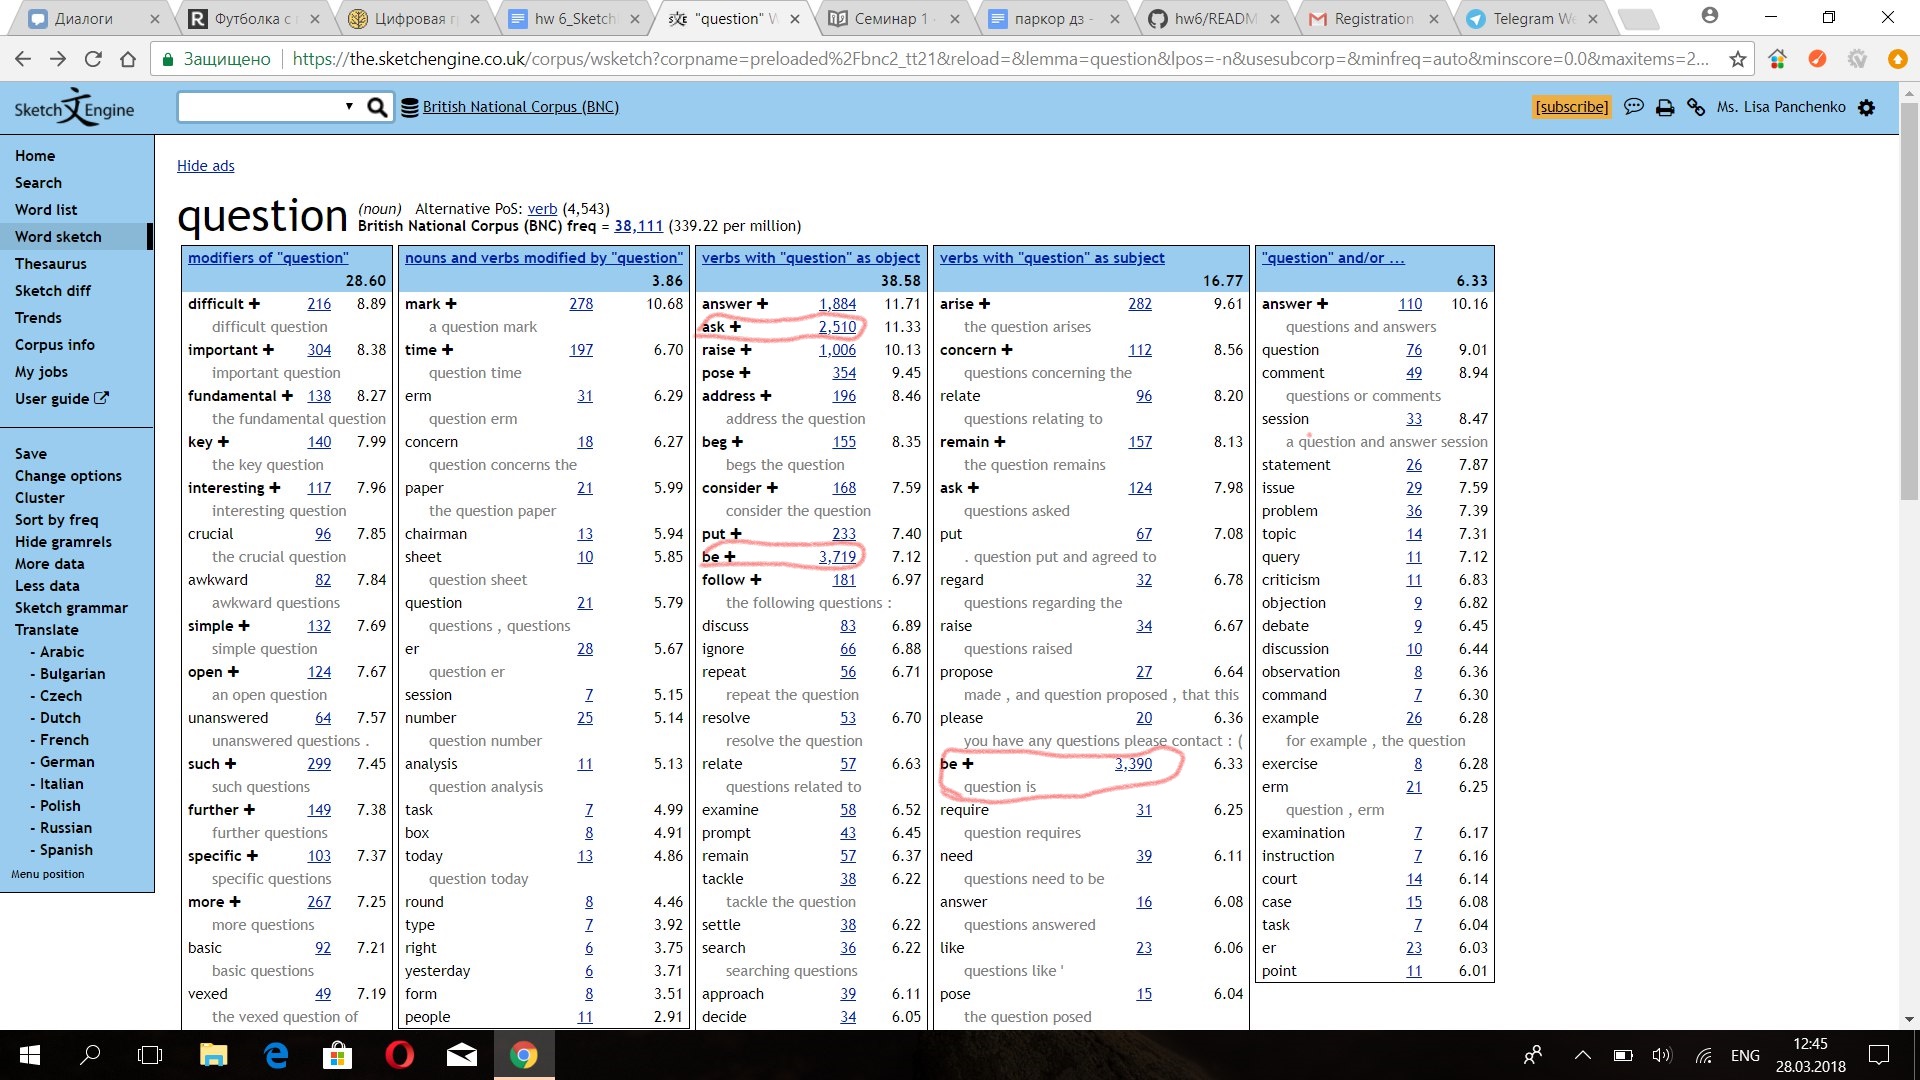 Диалоги
Футболка с
Цифровая г
hw 6_Sketch
"question" W
Семинар 1
паркор дз -
hw6/READM
Registration
Telegram We
Защищено https://the.sketchengine.co.uk/corpus/wsketch?corpname=preloaded%2Fbnc2_tt21&reload=&lemma=question&lpos=-n&usesubcorp=&minfreq=auto&minscore=0.0&maxitems=2...
Sketch Engine
British National Corpus (BNC)
[subscribe] Ms. Lisa Panchenko
Home
Search
Word list
Word sketch
Thesaurus
Sketch diff
Trends
Corpus info
My jobs
User guide
Save
Change options
Cluster
Sort by freq
Hide gramrels
More data
Less data
Sketch grammar
Translate
- Arabic
- Bulgarian
- Czech
- Dutch
- French
- German
- Italian
- Polish
- Russian
- Spanish
Menu position
Hide ads
question (noun) Alternative PoS: verb (4,543)
British National Corpus (BNC) freq = 38,111 (339.22 per million)
modifiers of "question"
28.60
difficult + 216 8.89
difficult question
important + 304 8.38
important question
fundamental + 138 8.27
the fundamental question
key + 140 7.99
the key question
interesting + 117 7.96
interesting question
crucial 96 7.85
the crucial question
awkward 82 7.84
awkward questions
simple + 132 7.69
simple question
open + 124 7.67
an open question
unanswered 64 7.57
unanswered questions .
such + 299 7.45
such questions
further + 149 7.38
further questions
specific + 103 7.37
specific questions
more + 267 7.25
more questions
basic 92 7.21
basic questions
vexed 49 7.19
the vexed question of
nouns and verbs modified by "question"
3.86
mark + 278 10.68
a question mark
time + 197 6.70
question time
erm 31 6.29
question erm
concern 18 6.27
question concerns the
paper 21 5.99
the question paper
chairman 13 5.94
sheet 10 5.85
question sheet
question 21 5.79
questions , questions
er 28 5.67
question er
session 7 5.15
number 25 5.14
question number
analysis 11 5.13
question analysis
task 7 4.99
box 8 4.91
today 13 4.86
question today
round 8 4.46
type 7 3.92
right 6 3.75
yesterday 6 3.71
form 8 3.51
people 11 2.91
verbs with "question" as object
38.58
answer + 1,884 11.71
ask + 2,510 11.33
raise + 1,006 10.13
pose + 354 9.45
address + 196 8.46
address the question
beg + 155 8.35
begs the question
consider + 168 7.59
consider the question
put + 233 7.40
be + 3,719 7.12
follow + 181 6.97
the following questions :
discuss 83 6.89
ignore 66 6.88
repeat 56 6.71
repeat the question
resolve 53 6.70
resolve the question
relate 57 6.63
questions related to
examine 58 6.52
prompt 43 6.45
remain 57 6.37
tackle 38 6.22
tackle the question
settle 38 6.22
search 36 6.22
searching questions
approach 39 6.11
decide 34 6.05
verbs with "question" as subject
16.77
arise + 282 9.61
the question arises
concern + 112 8.56
questions concerning the
relate 96 8.20
questions relating to
remain + 157 8.13
the question remains
ask + 124 7.98
questions asked
put 67 7.08
. question put and agreed to
regard 32 6.78
questions regarding the
raise 34 6.67
questions raised
propose 27 6.64
made , and question proposed , that this
please 20 6.36
you have any questions please contact : (
be + 3,390 6.33
question is
require 31 6.25
question requires
need 39 6.11
questions need to be
answer 16 6.08
questions answered
like 23 6.06
questions like '
pose 15 6.04
the question posed
"question" and/or ...
6.33
answer + 110 10.16
questions and answers
question 76 9.01
comment 49 8.94
questions or comments
session 33 8.47
a question and answer session
statement 26 7.87
issue 29 7.59
problem 36 7.39
topic 14 7.31
query 11 7.12
criticism 11 6.83
objection 9 6.82
debate 9 6.45
discussion 10 6.44
observation 8 6.36
command 7 6.30
example 26 6.28
for example , the question
exercise 8 6.28
erm 21 6.25
question , erm
examination 7 6.17
instruction 7 6.16
court 14 6.14
case 15 6.08
task 7 6.04
er 23 6.03
point 11 6.01
ENG
12:45
28.03.2018